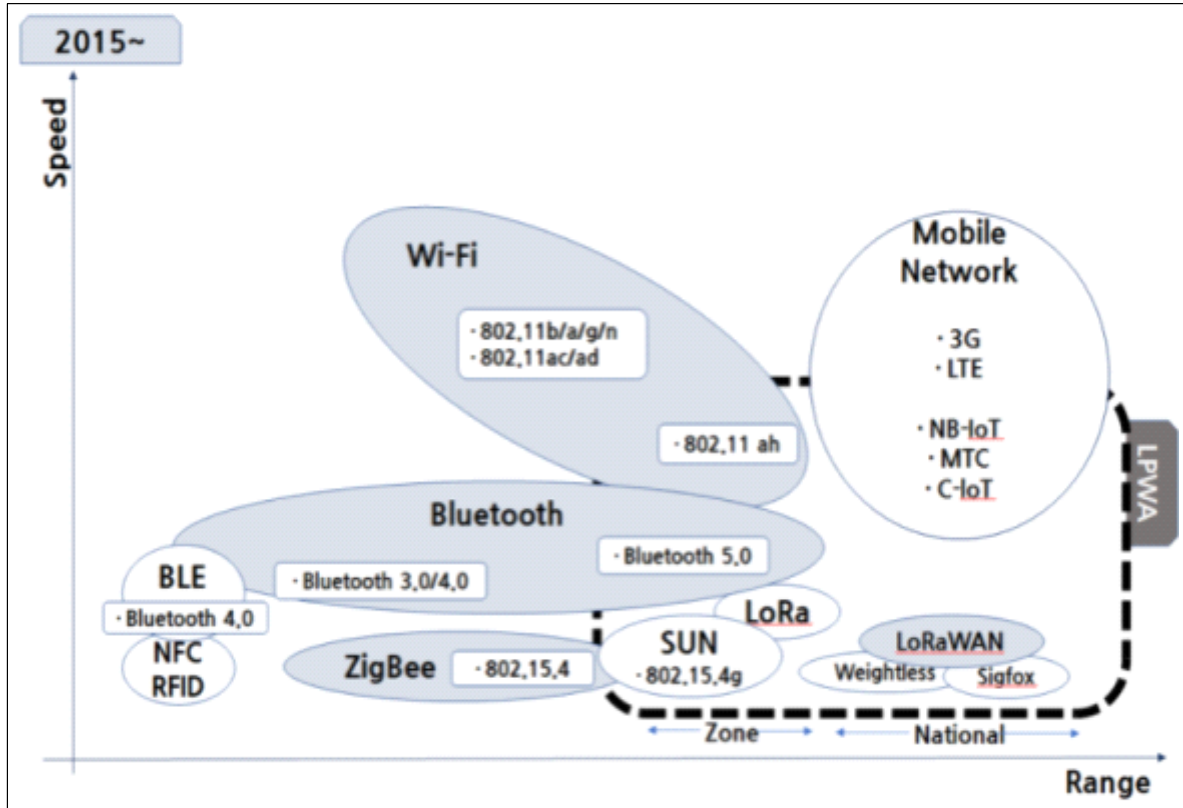 2015~
Speed
Wi-Fi
· 802.11b/a/g/n
· 802.11ac/ad
· 802.11 ah
Mobile
Network
· 3G
· LTE
· NB-IoT
· MTC
· C-IoT
LPWA
Bluetooth
· Bluetooth 5.0
· Bluetooth 3.0/4.0
BLE
· Bluetooth 4.0
NFC
RFID
ZigBee
· 802.15.4
SUN
· 802.15.4g
LoRa
LoRaWAN
Weightless
Sigfox
Zone
National
Range